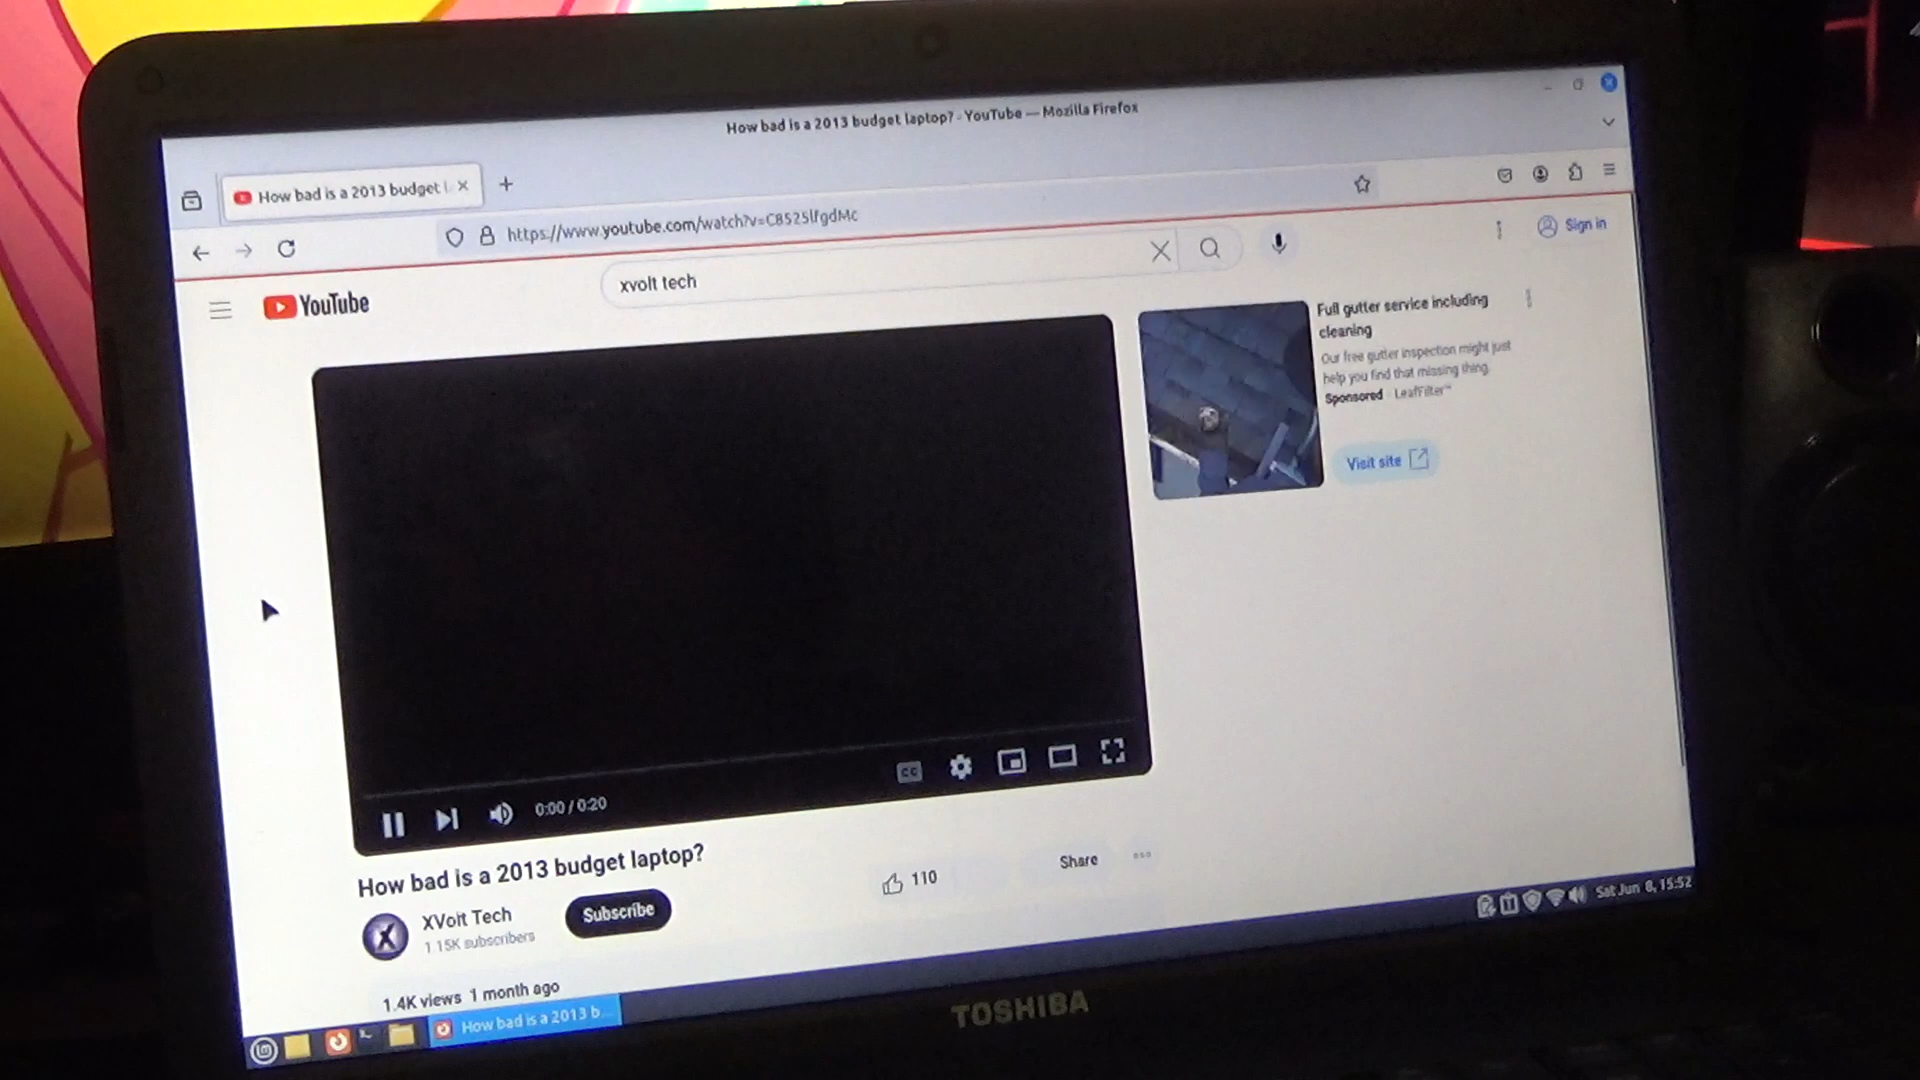 How bad is a 2013 budget laptop? - YouTube — Mozilla Firefox
How bad is a 2013 budget l
https://www.youtube.com/watch?v=C8525lfgdMc
YouTube
xvolt tech
Sign in
Full gutter service including
cleaning
Our free gutter inspection might just
help you find that missing thing.
Sponsored · LeafFilter™
Visit site
CC
0:00 / 0:20
How bad is a 2013 budget laptop?
XVolt Tech
1.15K subscribers
Subscribe
110
Share
1.4K views 1 month ago
How bad is a 2013 b...
Sat Jun 8, 15:52
TOSHIBA